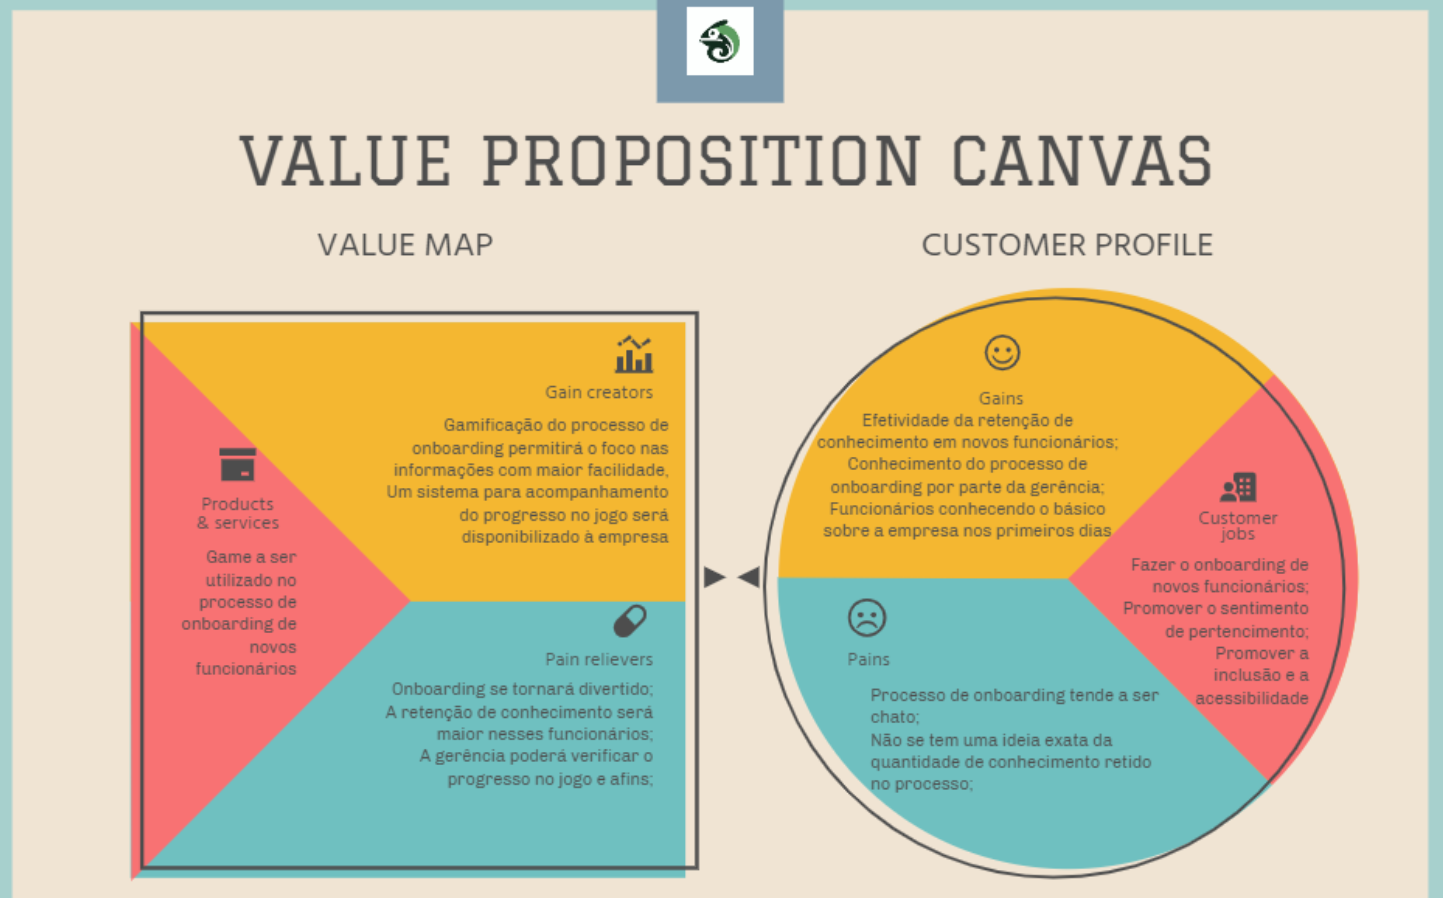 VALUE PROPOSITION CANVAS
VALUE MAP
Gain creators
Gamificação do processo de
onboarding permitirá o foco nas
informações com maior facilidade,
Um sistema para acompanhamento
do progresso no jogo será
disponibilizado à empresa
Products
& services
Game a ser
utilizado no
processo de
onboarding de
novos
funcionários
Pain relievers
Onboarding se tornará divertido;
A retenção de conhecimento será
maior nesses funcionários;
A gerência poderá verificar o
progresso no jogo e afins;
CUSTOMER PROFILE
Gains
Efetividade da retenção de
conhecimento em novos funcionários;
Conhecimento do processo de
onboarding por parte da gerência;
Funcionários conhecendo o básico
sobre a empresa nos primeiros dias
Customer
jobs
Fazer o onboarding de
novos funcionários;
Promover o sentimento
de pertencimento;
Promover a
inclusão e a
acessibilidade
Pains
Processo de onboarding tende a ser
chato;
Não se tem uma ideia exata da
quantidade de conhecimento retido
no processo;